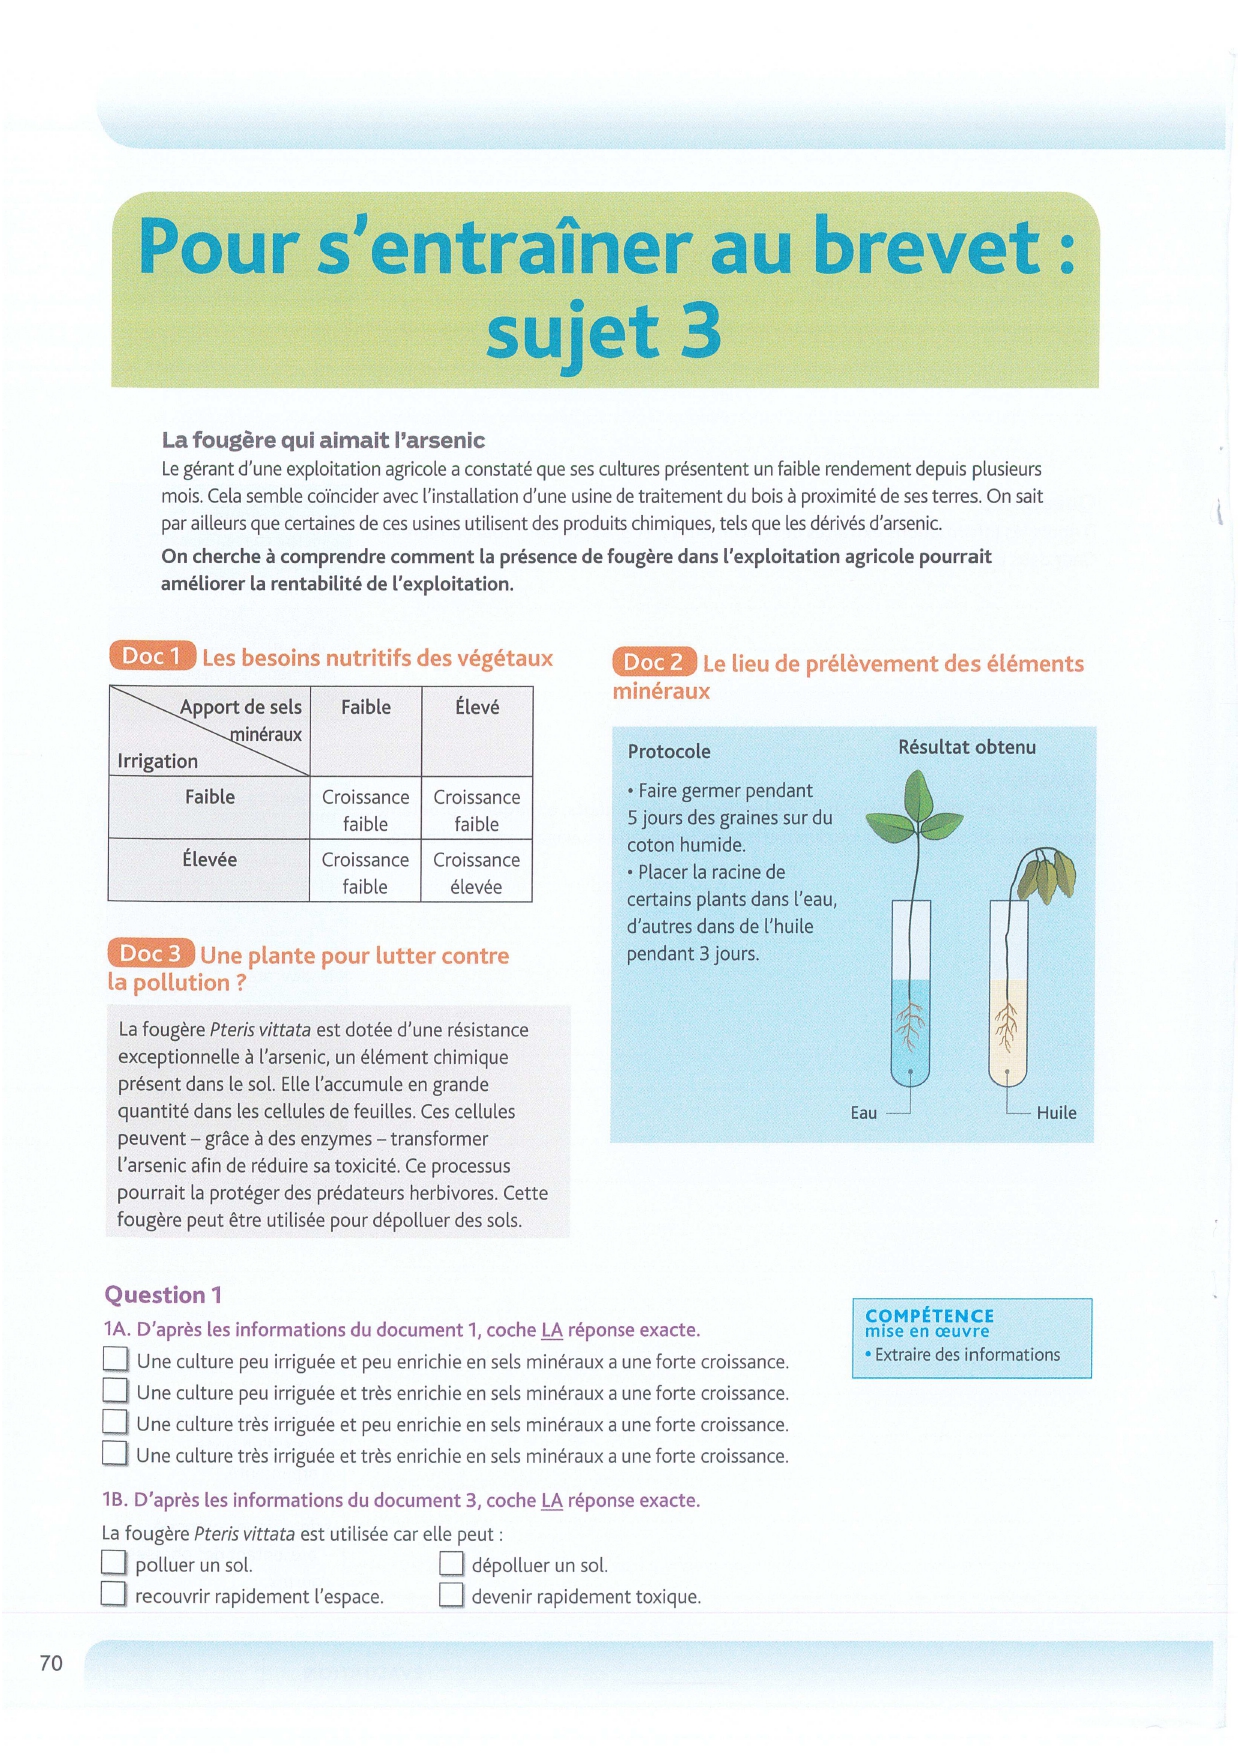 Pour s'entraîner au brevet :
sujet 3
La fougère qui aimait l'arsenic
Le gérant d'une exploitation agricole a constaté que ses cultures présentent un faible rendement depuis plusieurs
mois. Cela semble coïncider avec l'installation d'une usine de traitement du bois à proximité de ses terres. On sait
par ailleurs que certaines de ces usines utilisent des produits chimiques, tels que les dérivés d'arsenic.
On cherche à comprendre comment la présence de fougère dans l'exploitation agricole pourrait
améliorer la rentabilité de l'exploitation.
Doc 1 Les besoins nutritifs des végétaux
Apport de sels
minéraux
Irrigation
Faible
Élevé
Faible
Croissance
faible
Croissance
faible
Élevée
Croissance
faible
Croissance
élevée
Doc 2 Le lieu de prélèvement des éléments
minéraux
Protocole
• Faire germer pendant
5 jours des graines sur du
coton humide.
• Placer la racine de
certains plants dans l'eau,
d'autres dans de l'huile
pendant 3 jours.
Résultat obtenu
Eau
Huile
Doc 3 Une plante pour lutter contre
la pollution ?
La fougère Pteris vittata est dotée d'une résistance
exceptionnelle à l'arsenic, un élément chimique
présent dans le sol. Elle l'accumule en grande
quantité dans les cellules de feuilles. Ces cellules
peuvent – grâce à des enzymes – transformer
l'arsenic afin de réduire sa toxicité. Ce processus
pourrait la protéger des prédateurs herbivores. Cette
fougère peut être utilisée pour dépolluer des sols.
Question 1
1A. D'après les informations du document 1, coche LA réponse exacte.
Une culture peu irriguée et peu enrichie en sels minéraux a une forte croissance.
Une culture peu irriguée et très enrichie en sels minéraux a une forte croissance.
Une culture très irriguée et peu enrichie en sels minéraux a une forte croissance.
Une culture très irriguée et très enrichie en sels minéraux a une forte croissance.
COMPÉTENCE
mise en œuvre
• Extraire des informations
1B. D'après les informations du document 3, coche LA réponse exacte.
La fougère Pteris vittata est utilisée car elle peut :
polluer un sol.
dépolluer un sol.
recouvrir rapidement l'espace.
devenir rapidement toxique.
70